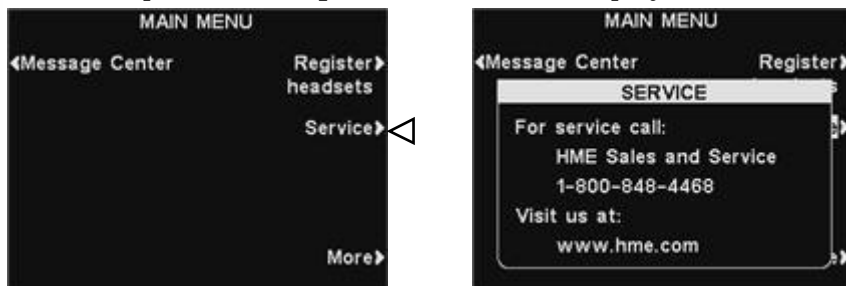 MAIN MENU
Message Center
Register
headsets
Service
More
MAIN MENU
Message Center
Register
SERVICE
For service call:
HME Sales and Service
1-800-848-4468
Visit us at:
www.hme.com